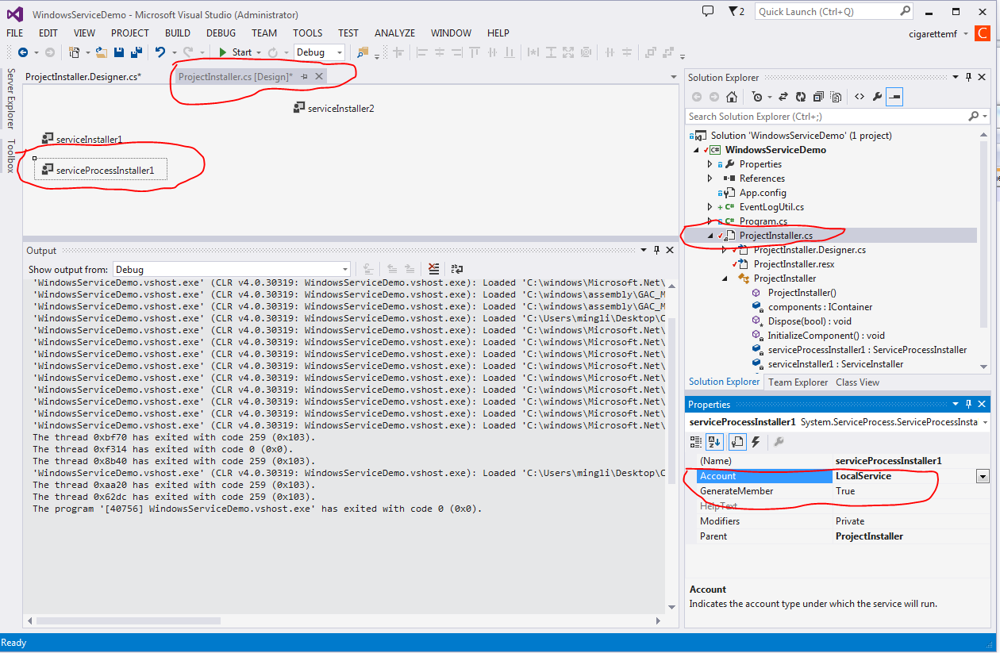 WindowsServiceDemo - Microsoft Visual Studio (Administrator)
2
Quick Launch (Ctrl+Q)
FILE EDIT VIEW PROJECT BUILD DEBUG TEAM TOOLS TEST ANALYZE WINDOW HELP
cigarettemf
C
Start
Debug
Server Explorer
Toolbox
ProjectInstaller.Designer.cs*
ProjectInstaller.cs [Design]*
serviceInstaller2
serviceInstaller1
serviceProcessInstaller1
Output
Show output from: Debug
'WindowsServiceDemo.vshost.exe' (CLR v4.0.30319: WindowsServiceDemo.vshost.exe): Loaded 'C:\windows\Microsoft.Net\
'WindowsServiceDemo.vshost.exe' (CLR v4.0.30319: WindowsServiceDemo.vshost.exe): Loaded 'C:\windows\assembly\GAC_M
'WindowsServiceDemo.vshost.exe' (CLR v4.0.30319: WindowsServiceDemo.vshost.exe): Loaded 'C:\windows\assembly\GAC_M
'WindowsServiceDemo.vshost.exe' (CLR v4.0.30319: WindowsServiceDemo.vshost.exe): Loaded 'C:\Users\mingli\Desktop\C
'WindowsServiceDemo.vshost.exe' (CLR v4.0.30319: WindowsServiceDemo.vshost.exe): Loaded 'C:\windows\Microsoft.Net\
'WindowsServiceDemo.vshost.exe' (CLR v4.0.30319: WindowsServiceDemo.vshost.exe): Loaded 'C:\windows\Microsoft.Net\
'WindowsServiceDemo.vshost.exe' (CLR v4.0.30319: WindowsServiceDemo.vshost.exe): Loaded 'C:\windows\Microsoft.Net\
'WindowsServiceDemo.vshost.exe' (CLR v4.0.30319: WindowsServiceDemo.vshost.exe): Loaded 'C:\windows\Microsoft.Net\
'WindowsServiceDemo.vshost.exe' (CLR v4.0.30319: WindowsServiceDemo.vshost.exe): Loaded 'C:\windows\Microsoft.Net\
'WindowsServiceDemo.vshost.exe' (CLR v4.0.30319: WindowsServiceDemo.vshost.exe): Loaded 'C:\windows\Microsoft.Net\
'WindowsServiceDemo.vshost.exe' (CLR v4.0.30319: WindowsServiceDemo.vshost.exe): Loaded 'C:\windows\Microsoft.Net\
'WindowsServiceDemo.vshost.exe' (CLR v4.0.30319: WindowsServiceDemo.vshost.exe): Loaded 'C:\windows\Microsoft.Net\
'WindowsServiceDemo.vshost.exe' (CLR v4.0.30319: WindowsServiceDemo.vshost.exe): Loaded 'C:\windows\Microsoft.Net\
The thread 0xbf70 has exited with code 259 (0x103).
The thread 0xf314 has exited with code 0 (0x0).
The thread 0x8b40 has exited with code 259 (0x103).
'WindowsServiceDemo.vshost.exe' (CLR v4.0.30319: WindowsServiceDemo.vshost.exe): Loaded 'C:\Users\mingli\Desktop\C
The thread 0xaa20 has exited with code 259 (0x103).
The thread 0x62dc has exited with code 259 (0x103).
The program '[40756] WindowsServiceDemo.vshost.exe' has exited with code 0 (0x0).
Solution Explorer
Search Solution Explorer (Ctrl+;)
Solution 'WindowsServiceDemo' (1 project)
C# WindowsServiceDemo
Properties
References
App.config
C# EventLogUtil.cs
C# Program.cs
ProjectInstaller.cs
ProjectInstaller.Designer.cs
ProjectInstaller.resx
ProjectInstaller
ProjectInstaller()
components : IContainer
Dispose(bool) : void
InitializeComponent() : void
serviceProcessInstaller1 : ServiceProcessInstaller
serviceInstaller1 : ServiceInstaller
Solution Explorer Team Explorer Class View
Properties
serviceProcessInstaller1 System.ServiceProcess.ServiceProcessInsta
(Name) serviceProcessInstaller1
Account LocalService
GenerateMember True
HelpText
Modifiers Private
Parent ProjectInstaller
Account
Indicates the account type under which the service will run.
Ready